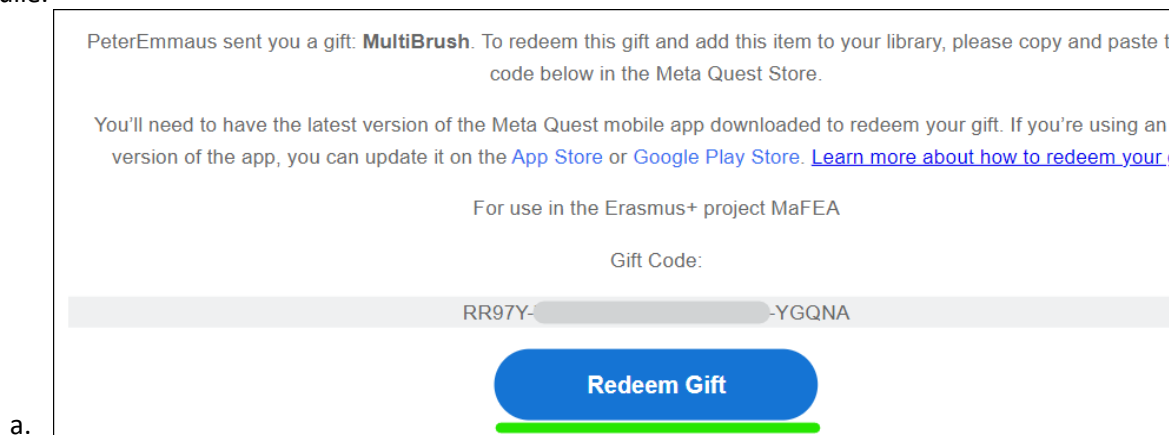 PeterEmmaus sent you a gift: MultiBrush. To redeem this gift and add this item to your library, please copy and paste
code below in the Meta Quest Store.
You'll need to have the latest version of the Meta Quest mobile app downloaded to redeem your gift. If you're using an
version of the app, you can update it on the App Store or Google Play Store. Learn more about how to redeem your
For use in the Erasmus+ project MaFEA
Gift Code:
RR97Y- -YGQNA
Redeem Gift
a.